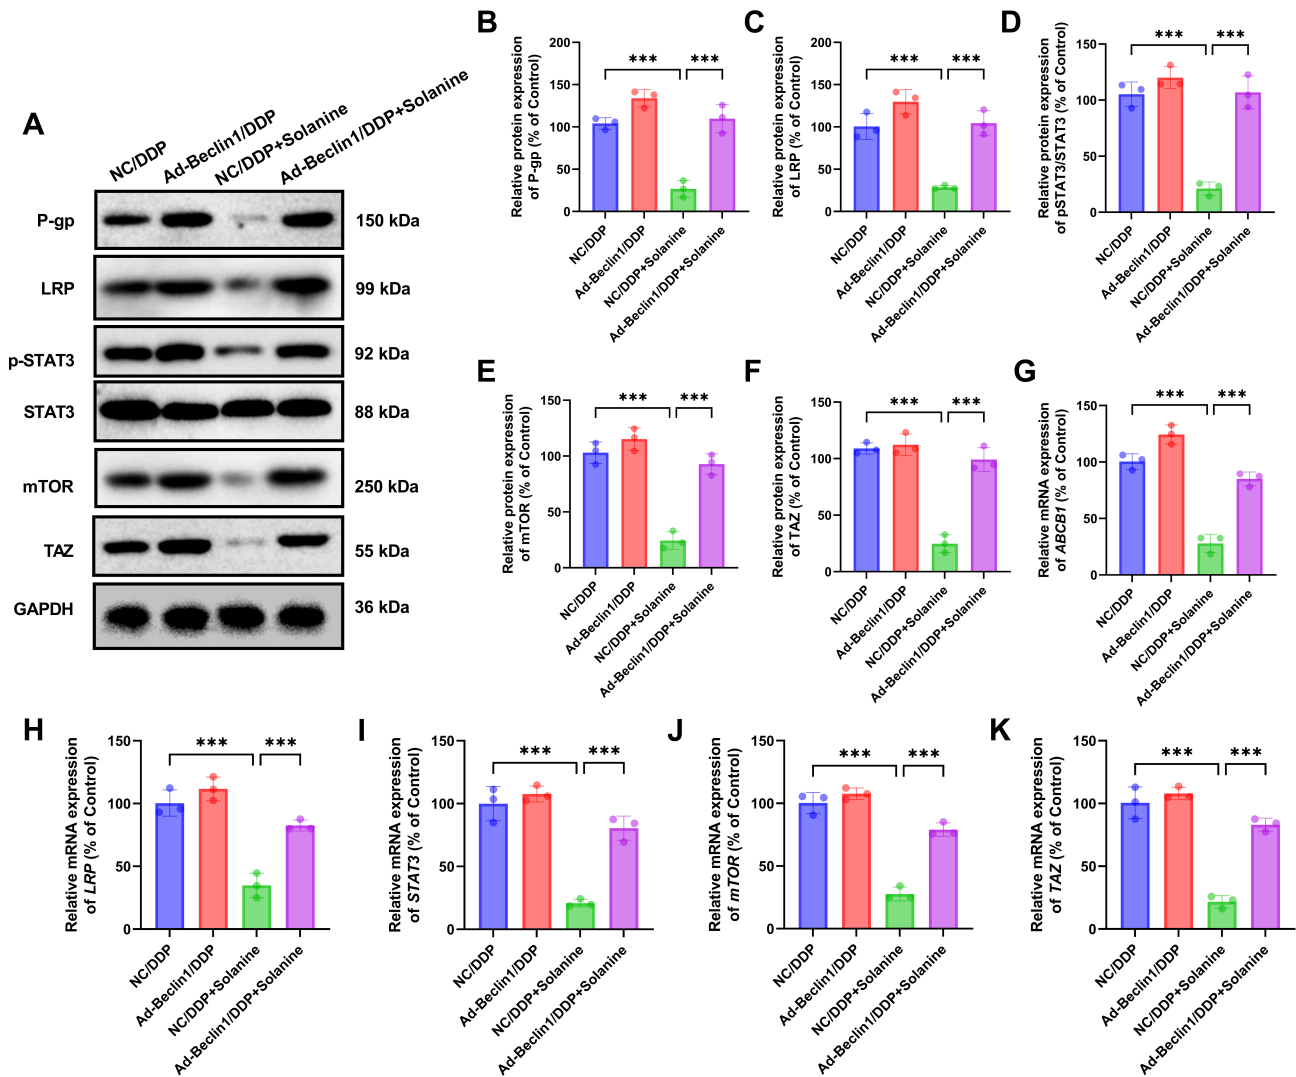 A
NC/DDP
Ad-Beclin1/DDP
NC/DDP+Solanine
Ad-Beclin1/DDP+Solanine
P-gp
150 kDa
LRP
99 kDa
p-STAT3
92 kDa
STAT3
88 kDa
mTOR
250 kDa
TAZ
55 kDa
GAPDH
36 kDa
B
Relative protein expression
of P-gp (% of Control)
200
150
100
50
0
***
***
NC/DDP
Ad-Beclin1/DDP
NC/DDP+Solanine
Ad-Beclin1/DDP+Solanine
C
Relative protein expression
of LRP (% of Control)
200
150
100
50
0
***
***
NC/DDP
Ad-Beclin1/DDP
NC/DDP+Solanine
Ad-Beclin1/DDP+Solanine
D
Relative protein expression
of pSTAT3/STAT3 (% of Control)
150
100
50
0
***
***
NC/DDP
Ad-Beclin1/DDP
NC/DDP+Solanine
Ad-Beclin1/DDP+Solanine
E
Relative protein expression
of mTOR (% of Control)
150
100
50
0
***
***
NC/DDP
Ad-Beclin1/DDP
NC/DDP+Solanine
Ad-Beclin1/DDP+Solanine
F
Relative protein expression
of TAZ (% of Control)
150
100
50
0
***
***
NC/DDP
Ad-Beclin1/DDP
NC/DDP+Solanine
Ad-Beclin1/DDP+Solanine
G
Relative mRNA expression
of ABCB1 (% of Control)
150
100
50
0
***
***
NC/DDP
Ad-Beclin1/DDP
NC/DDP+Solanine
Ad-Beclin1/DDP+Solanine
H
Relative mRNA expression
of LRP (% of Control)
150
100
50
0
***
***
NC/DDP
Ad-Beclin1/DDP
NC/DDP+Solanine
Ad-Beclin1/DDP+Solanine
I
Relative mRNA expression
of STAT3 (% of Control)
150
100
50
0
***
***
NC/DDP
Ad-Beclin1/DDP
NC/DDP+Solanine
Ad-Beclin1/DDP+Solanine
J
Relative mRNA expression
of mTOR (% of Control)
150
100
50
0
***
***
NC/DDP
Ad-Beclin1/DDP
NC/DDP+Solanine
Ad-Beclin1/DDP+Solanine
K
Relative mRNA expression
of TAZ (% of Control)
150
100
50
0
***
***
NC/DDP
Ad-Beclin1/DDP
NC/DDP+Solanine
Ad-Beclin1/DDP+Solanine